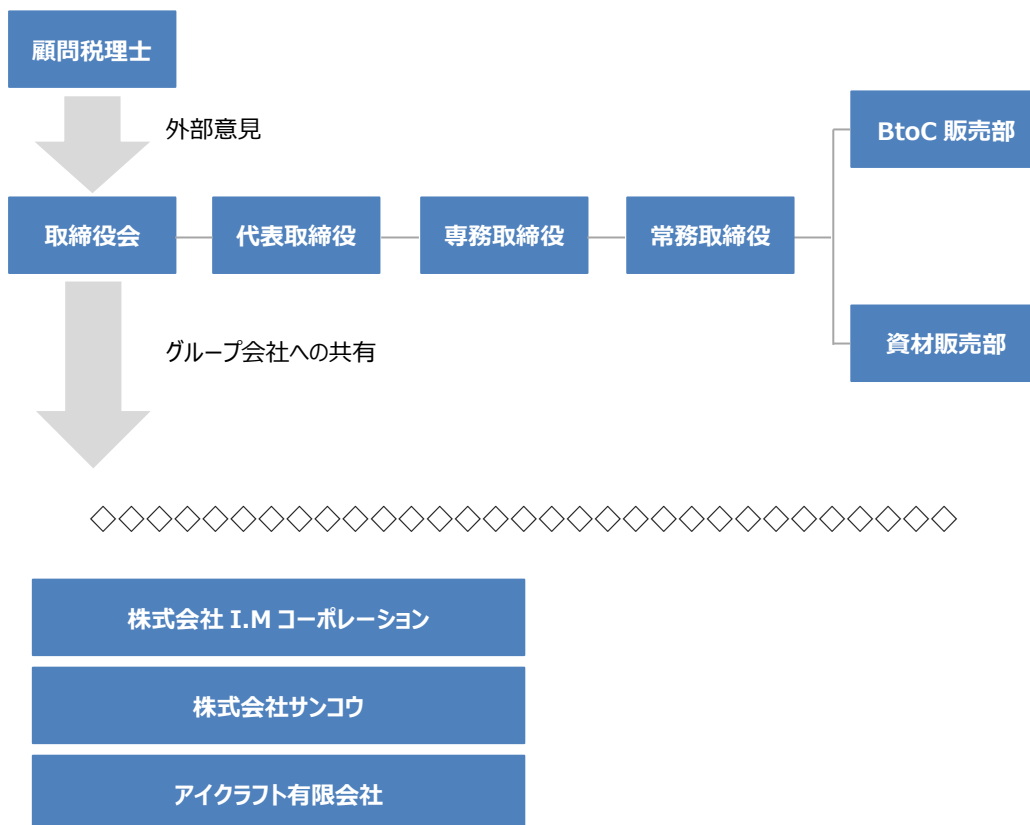 顧問税理士
外部意見
BtoC 販売部
取締役会
代表取締役
専務取締役
常務取締役
グループ会社への共有
資材販売部
◇◇◇◇◇◇◇◇◇◇◇◇◇◇◇◇◇◇◇◇◇◇◇◇◇◇◇◇◇◇◇
株式会社 I.M コーポレーション
株式会社サンコウ
アイクラフト有限会社